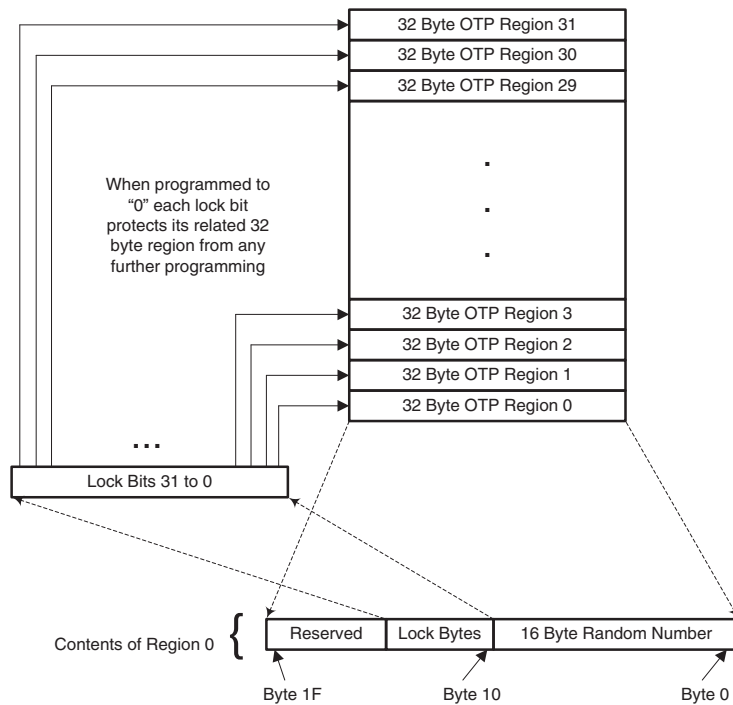 32 Byte OTP Region 31
32 Byte OTP Region 30
32 Byte OTP Region 29
.
.
.
When programmed to
“0” each lock bit
protects its related 32
byte region from any
further programming
32 Byte OTP Region 3
32 Byte OTP Region 2
32 Byte OTP Region 1
32 Byte OTP Region 0
...
Lock Bits 31 to 0
Contents of Region 0 {
Reserved
Lock Bytes
16 Byte Random Number
Byte 1F
Byte 10
Byte 0